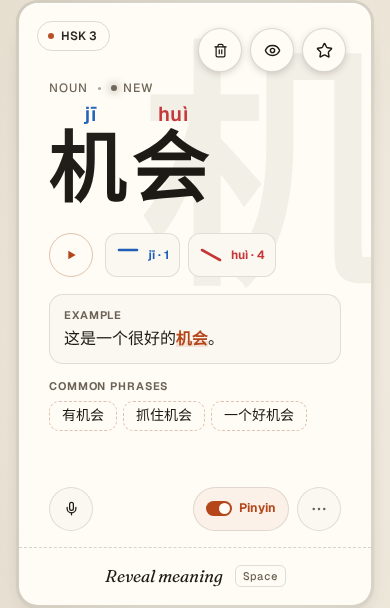 HSK 3
NOUN • NEW
jī huì
机会
jī · 1 huì · 4
EXAMPLE
这是一个很好的机会。
COMMON PHRASES
有机会 抓住机会 一个好机会
Pinyin
Reveal meaning Space